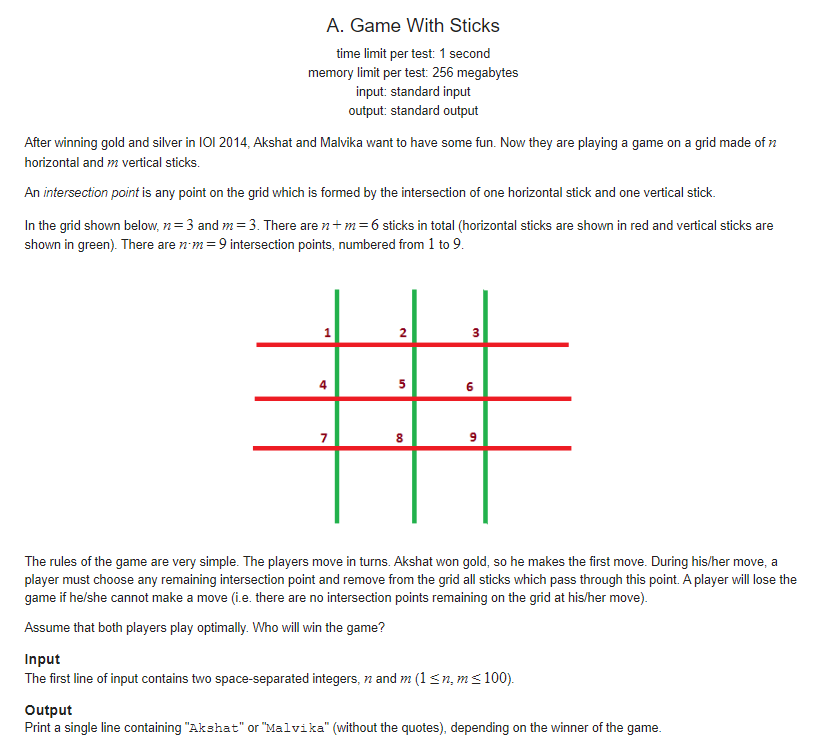 A. Game With Sticks
time limit per test: 1 second
memory limit per test: 256 megabytes
input: standard input
output: standard output
After winning gold and silver in IOI 2014, Akshat and Malvika want to have some fun. Now they are playing a game on a grid made of n
horizontal and m vertical sticks.
An intersection point is any point on the grid which is formed by the intersection of one horizontal stick and one vertical stick.
In the grid shown below, n = 3 and m = 3. There are n + m = 6 sticks in total (horizontal sticks are shown in red and vertical sticks are
shown in green). There are n·m = 9 intersection points, numbered from 1 to 9.
1 2 3
4 5 6
7 8 9
The rules of the game are very simple. The players move in turns. Akshat won gold, so he makes the first move. During his/her move, a
player must choose any remaining intersection point and remove from the grid all sticks which pass through this point. A player will lose the
game if he/she cannot make a move (i.e. there are no intersection points remaining on the grid at his/her move).
Assume that both players play optimally. Who will win the game?
Input
The first line of input contains two space-separated integers, n and m (1 ≤ n, m ≤ 100).
Output
Print a single line containing "Akshat" or "Malvika" (without the quotes), depending on the winner of the game.